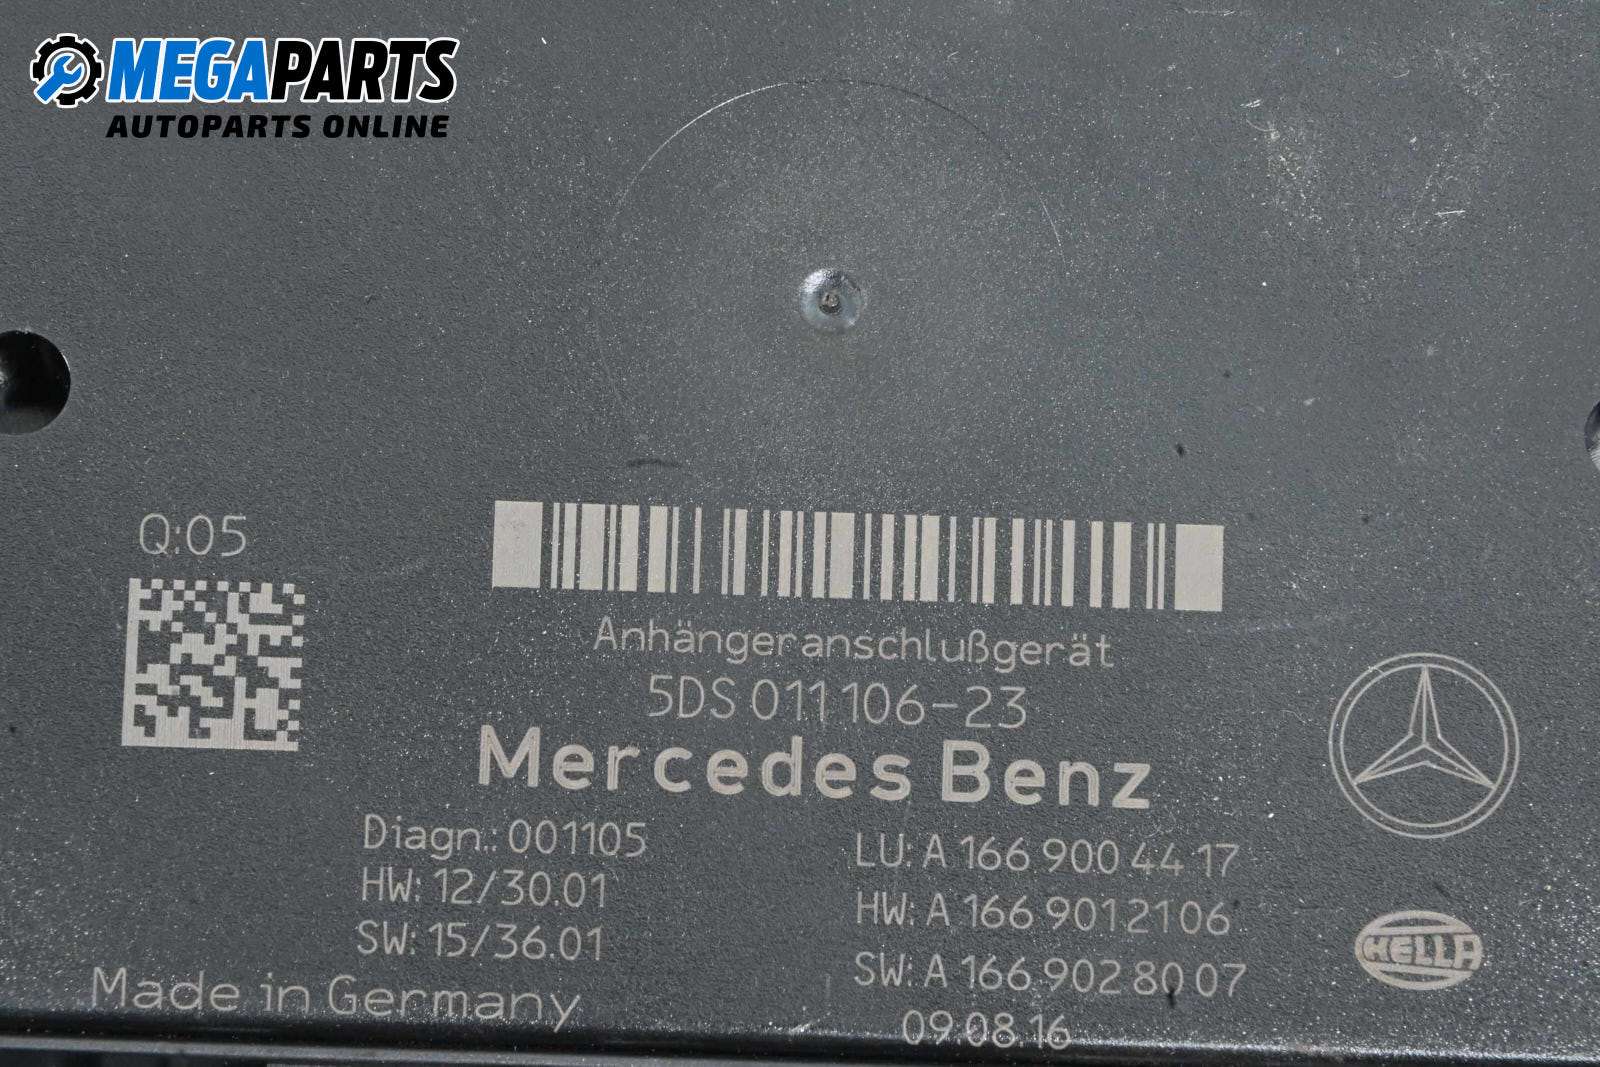 MEGAPARTS
AUTOPARTS ONLINE
Q:05
Anhängeranschlußgerät
5DS 011 106-23
Mercedes Benz
Diagn.: 001105
HW: 12/30.01
SW: 15/36.01
LU: A 166 900 44 17
HW: A 166 901 21 06
SW: A 166 902 80 07
09.08.16
HELLA
Made in Germany